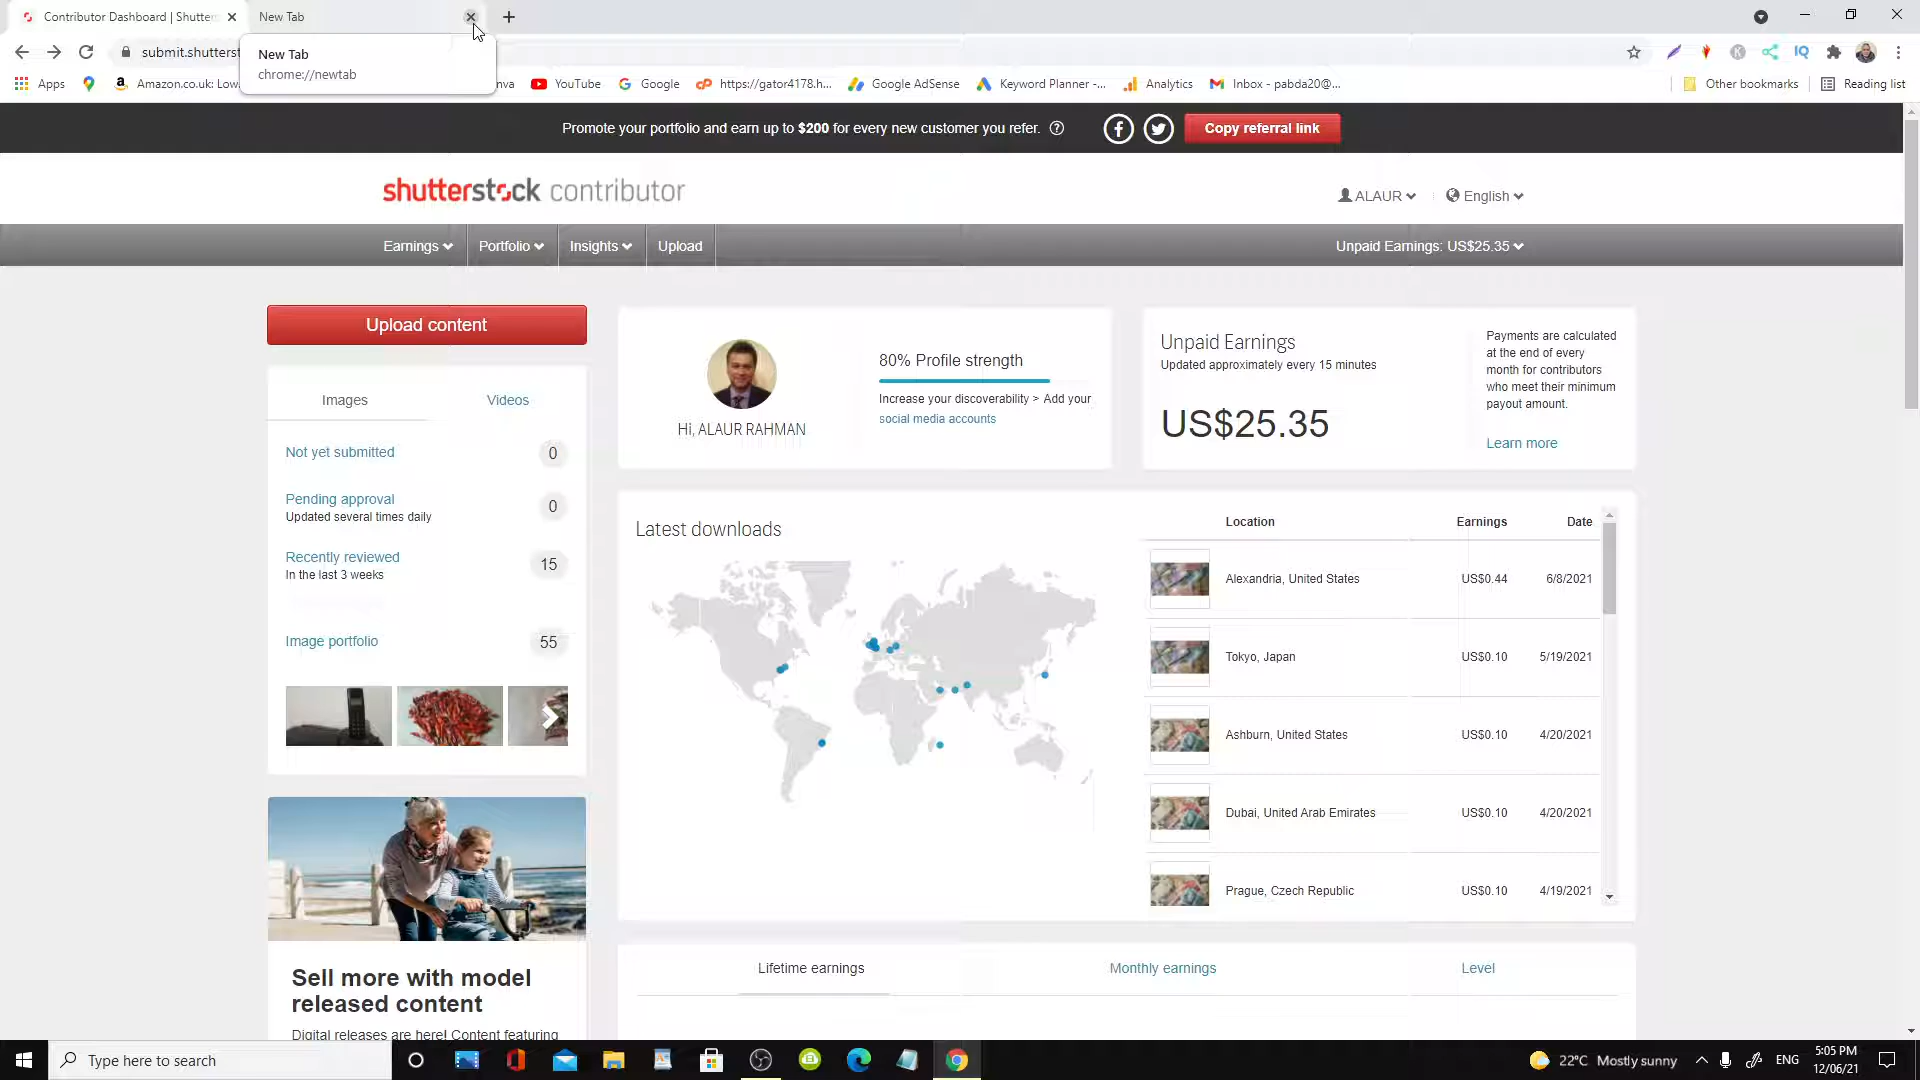 Contributor Dashboard | Shutters
New Tab
submit.shutterst
New Tab
chrome://newtab
Apps
Amazon.co.uk: Low
nva
YouTube
Google
https://gator4178.h...
Google AdSense
Keyword Planner -...
Analytics
Inbox - pabda20@...
Other bookmarks
Reading list
Promote your portfolio and earn up to $200 for every new customer you refer.
Copy referral link
shutterstock contributor
ALAUR
English
Earnings
Portfolio
Insights
Upload
Unpaid Earnings: US$25.35
Upload content
Images
Videos
Not yet submitted
0
Pending approval
Updated several times daily
0
Recently reviewed
In the last 3 weeks
15
Image portfolio
55
Hi, ALAUR RAHMAN
80% Profile strength
Increase your discoverability > Add your
social media accounts
Unpaid Earnings
Updated approximately every 15 minutes
US$25.35
Payments are calculated
at the end of every
month for contributors
who meet their minimum
payout amount.
Learn more
Latest downloads
Location Earnings Date
Alexandria, United States US$0.44 6/8/2021
Tokyo, Japan US$0.10 5/19/2021
Ashburn, United States US$0.10 4/20/2021
Dubai, United Arab Emirates US$0.10 4/20/2021
Prague, Czech Republic US$0.10 4/19/2021
Sell more with model
released content
Digital releases are here! Content featuring
Lifetime earnings
Monthly earnings
Level
Type here to search
22°C Mostly sunny
ENG
5:05 PM
12/06/21